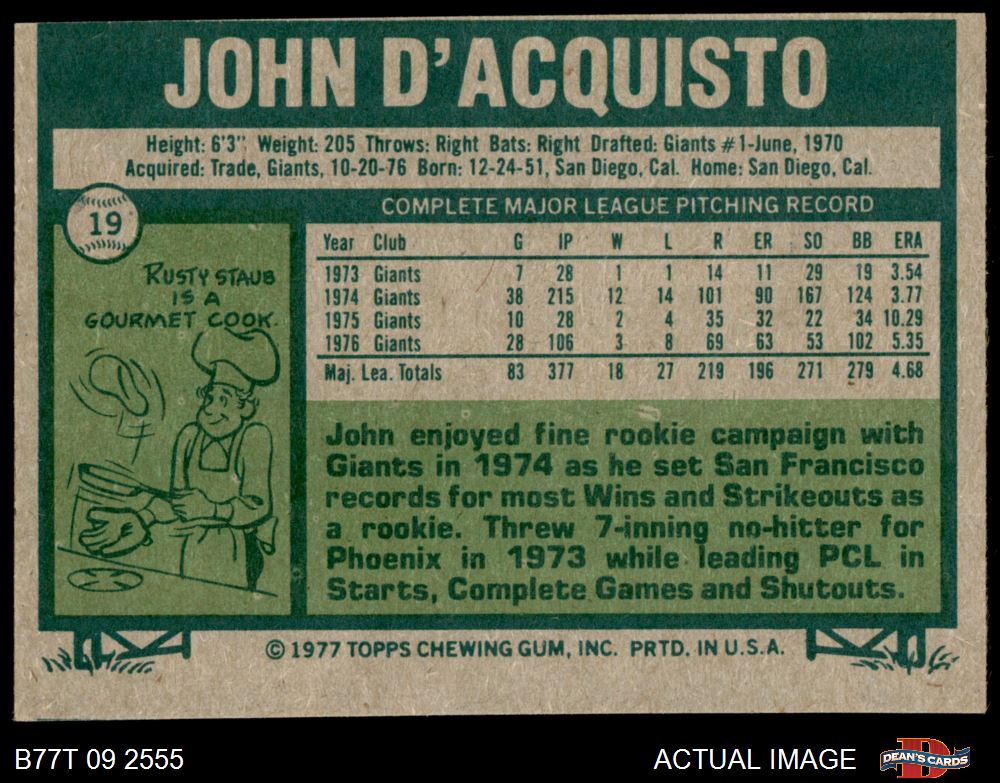 JOHN D'ACQUISTO
Height: 6'3" Weight: 205 Throws: Right Bats: Right Drafted: Giants #1-June, 1970
Acquired: Trade, Giants, 10-20-76 Born: 12-24-51, San Diego, Cal. Home: San Diego, Cal.
19
RUSTY STAUB
IS A
GOURMET COOK.
COMPLETE MAJOR LEAGUE PITCHING RECORD
Year Club G IP W L R ER SO BB ERA
1973 Giants 7 28 1 1 14 11 29 19 3.54
1974 Giants 38 215 12 14 101 90 167 124 3.77
1975 Giants 10 28 2 4 35 32 22 34 10.29
1976 Giants 28 106 3 8 69 63 53 102 5.35
Maj. Lea. Totals 83 377 18 27 219 196 271 279 4.68
John enjoyed fine rookie campaign with
Giants in 1974 as he set San Francisco
records for most Wins and Strikeouts as
a rookie. Threw 7-inning no-hitter for
Phoenix in 1973 while leading PCL in
Starts, Complete Games and Shutouts.
© 1977 TOPPS CHEWING GUM, INC. PRTD. IN U.S.A.
B77T 09 2555
ACTUAL IMAGE
DEAN'S CARDS